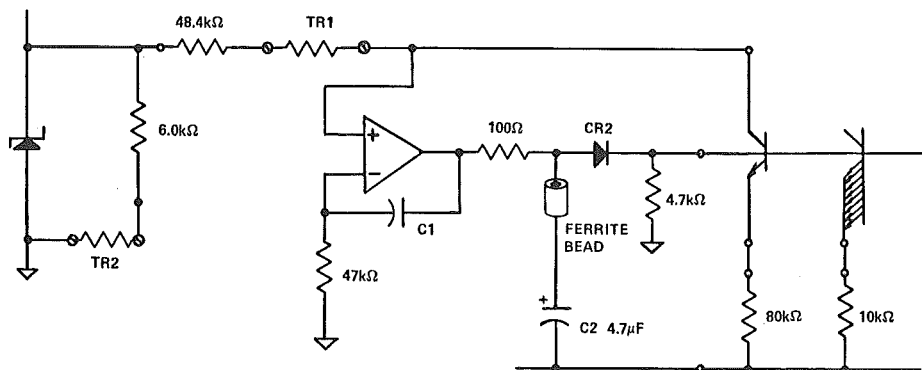 48.4kΩ
TR1
6.0kΩ
TR2
+
−
C1
47kΩ
100Ω
CR2
FERRITE
BEAD
4.7kΩ
+
C2 4.7μF
80kΩ
10kΩ